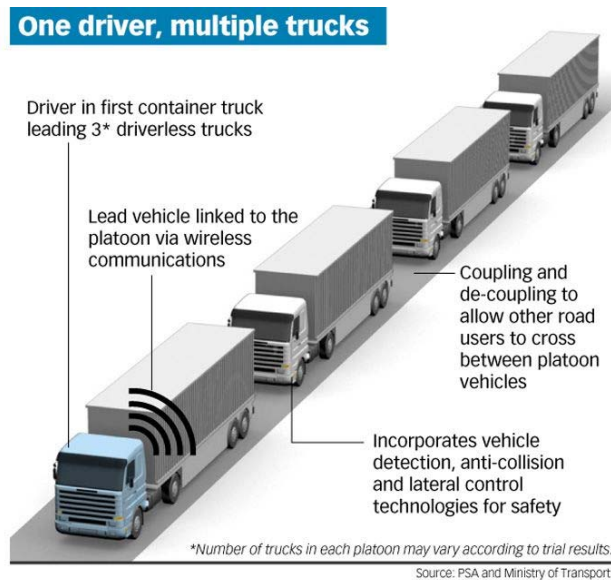 One driver, multiple trucks
Driver in first container truck
leading 3* driverless trucks
Lead vehicle linked to the
platoon via wireless
communications
Coupling and
de-coupling to
allow other road
users to cross
between platoon
vehicles
Incorporates vehicle
detection, anti-collision
and lateral control
technologies for safety
*Number of trucks in each platoon may vary according to trial results.
Source: PSA and Ministry of Transport